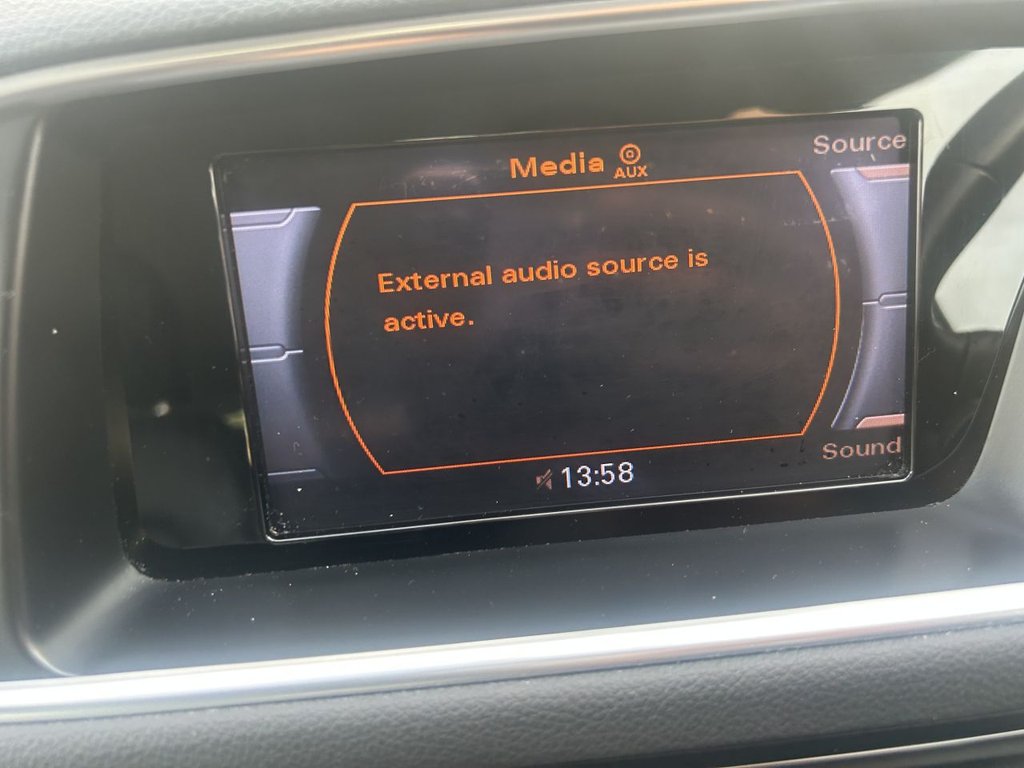 Source
Media AUX
External audio source is
active.
Sound
13:58